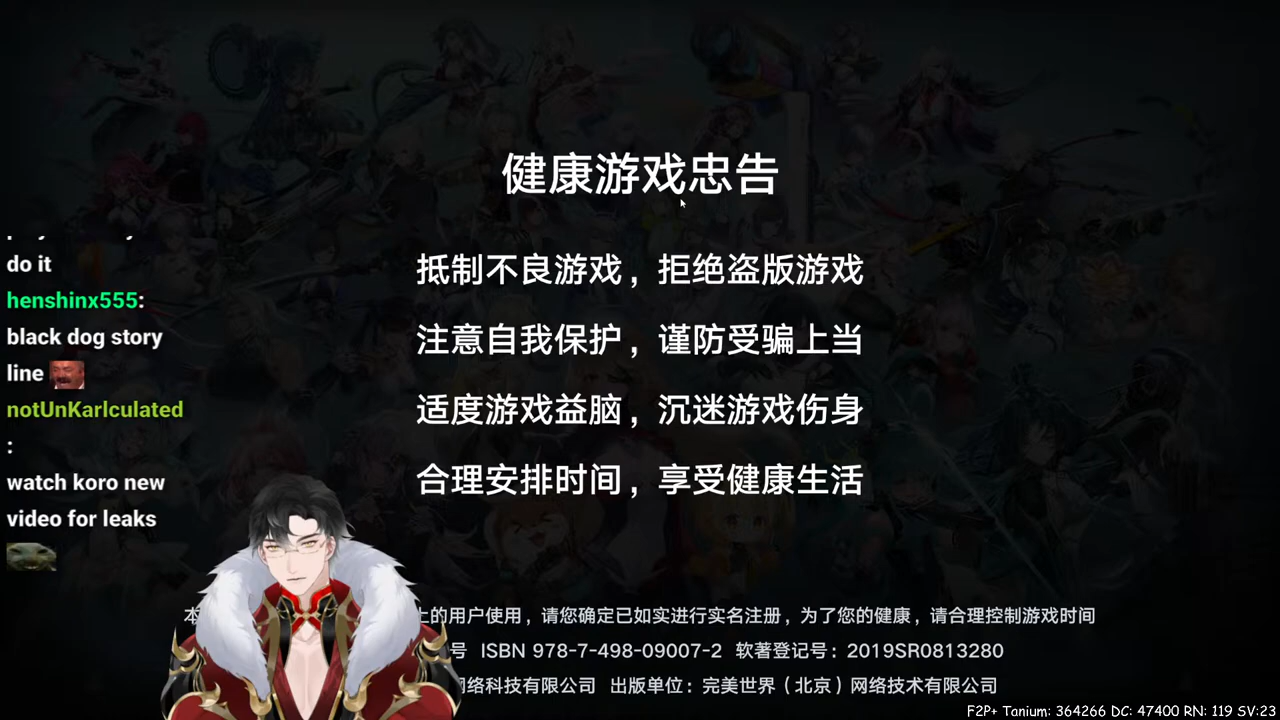 健康游戏忠告
抵制不良游戏，拒绝盗版游戏
注意自我保护，谨防受骗上当
适度游戏益脑，沉迷游戏伤身
合理安排时间，享受健康生活
do it
henshinx555:
black dog story
line
notUnKarlculated
:
watch koro new
video for leaks
本
上的用户使用，请您确定已如实进行实名注册，为了您的健康，请合理控制游戏时间
号 ISBN 978-7-498-09007-2 软著登记号：2019SR0813280
网络科技有限公司 出版单位：完美世界（北京）网络技术有限公司
F2P+ Tanium: 364266 DC: 47400 RN: 119 SV:23